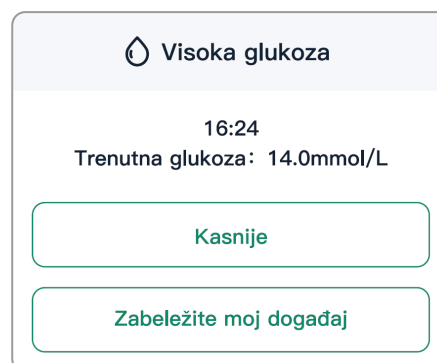 Visoka glukoza
16:24
Trenutna glukoza： 14.0mmol/L
Kasnije
Zabeležite moj događaj